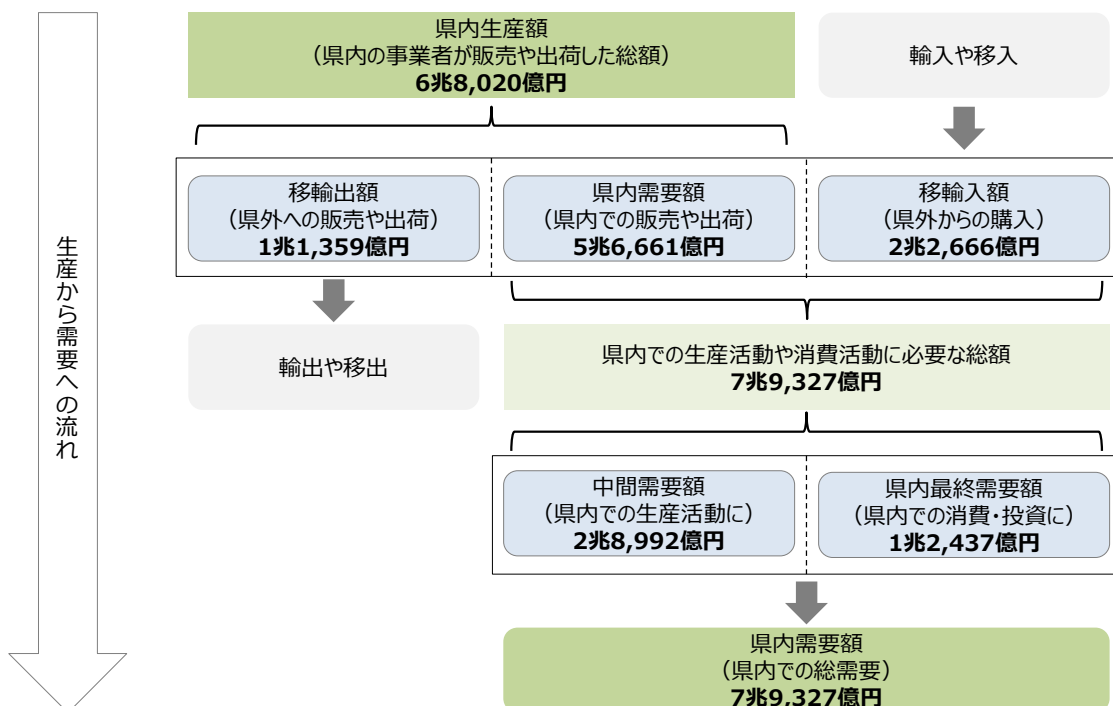 県内生産額
（県内の事業者が販売や出荷した総額）
6兆8,020億円
輸入や移入
移輸出額
（県外への販売や出荷）
1兆1,359億円
県内需要額
（県内での販売や出荷）
5兆6,661億円
移輸入額
（県外からの購入）
2兆2,666億円
生産から需要への流れ
輸出や移出
県内での生産活動や消費活動に必要な総額
7兆9,327億円
中間需要額
（県内での生産活動に）
2兆8,992億円
県内最終需要額
（県内での消費・投資に）
1兆2,437億円
県内需要額
（県内での総需要）
7兆9,327億円